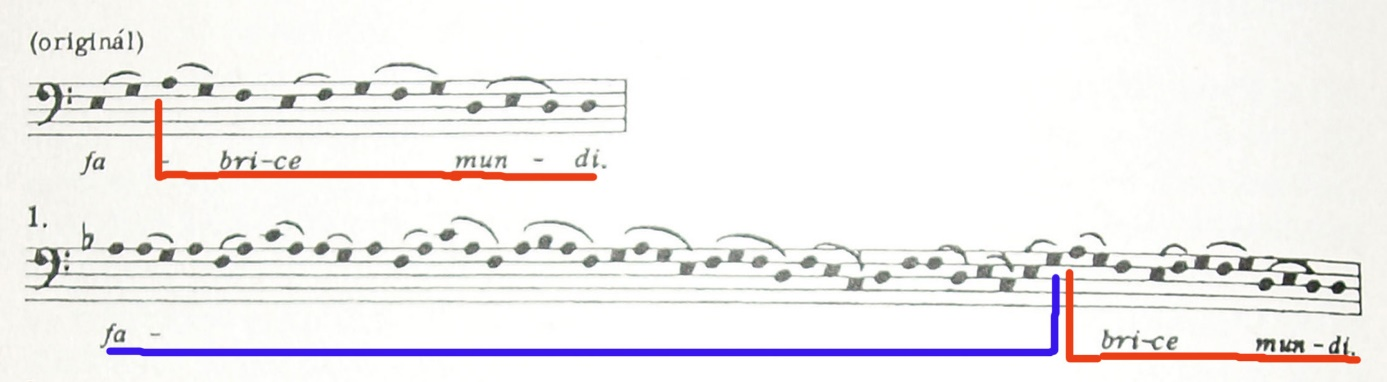 (originál)
fa - bri-ce mun - di.
1.
fa - bri-ce mun-di.